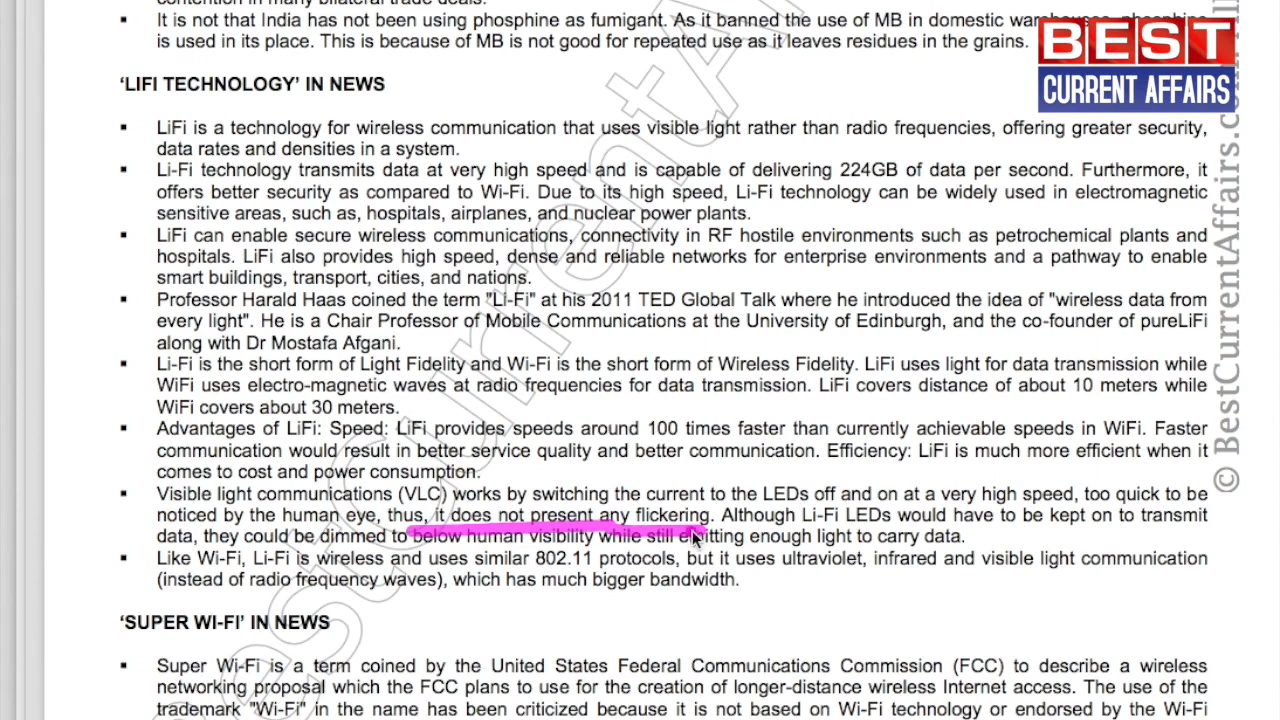 contention in many bilateral trade deals.
▪ It is not that India has not been using phosphine as fumigant. As it banned the use of MB in domestic warehouses, phosphine
is used in its place. This is because of MB is not good for repeated use as it leaves residues in the grains.
BEST
CURRENT AFFAIRS
‘LIFI TECHNOLOGY’ IN NEWS
▪ LiFi is a technology for wireless communication that uses visible light rather than radio frequencies, offering greater security,
data rates and densities in a system.
▪ Li-Fi technology transmits data at very high speed and is capable of delivering 224GB of data per second. Furthermore, it
offers better security as compared to Wi-Fi. Due to its high speed, Li-Fi technology can be widely used in electromagnetic
sensitive areas, such as, hospitals, airplanes, and nuclear power plants.
▪ LiFi can enable secure wireless communications, connectivity in RF hostile environments such as petrochemical plants and
hospitals. LiFi also provides high speed, dense and reliable networks for enterprise environments and a pathway to enable
smart buildings, transport, cities, and nations.
▪ Professor Harald Haas coined the term "Li-Fi" at his 2011 TED Global Talk where he introduced the idea of "wireless data from
every light". He is a Chair Professor of Mobile Communications at the University of Edinburgh, and the co-founder of pureLiFi
along with Dr Mostafa Afgani.
▪ Li-Fi is the short form of Light Fidelity and Wi-Fi is the short form of Wireless Fidelity. LiFi uses light for data transmission while
WiFi uses electro-magnetic waves at radio frequencies for data transmission. LiFi covers distance of about 10 meters while
WiFi covers about 30 meters.
▪ Advantages of LiFi: Speed: LiFi provides speeds around 100 times faster than currently achievable speeds in WiFi. Faster
communication would result in better service quality and better communication. Efficiency: LiFi is much more efficient when it
comes to cost and power consumption.
▪ Visible light communications (VLC) works by switching the current to the LEDs off and on at a very high speed, too quick to be
noticed by the human eye, thus, it does not present any flickering. Although Li-Fi LEDs would have to be kept on to transmit
data, they could be dimmed to below human visibility while still emitting enough light to carry data.
▪ Like Wi-Fi, Li-Fi is wireless and uses similar 802.11 protocols, but it uses ultraviolet, infrared and visible light communication
(instead of radio frequency waves), which has much bigger bandwidth.
‘SUPER WI-FI’ IN NEWS
▪ Super Wi-Fi is a term coined by the United States Federal Communications Commission (FCC) to describe a wireless
networking proposal which the FCC plans to use for the creation of longer-distance wireless Internet access. The use of the
trademark "Wi-Fi" in the name has been criticized because it is not based on Wi-Fi technology or endorsed by the Wi-Fi
© BestCurrentAffairs.com
BestCurrentA